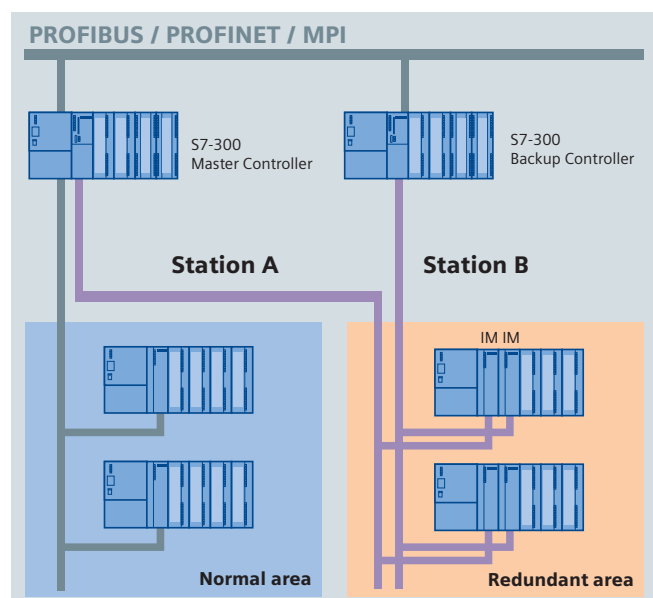 PROFIBUS / PROFINET / MPI
S7-300
Master Controller
S7-300
Backup Controller
Station A
Station B
IM IM
Normal area
Redundant area